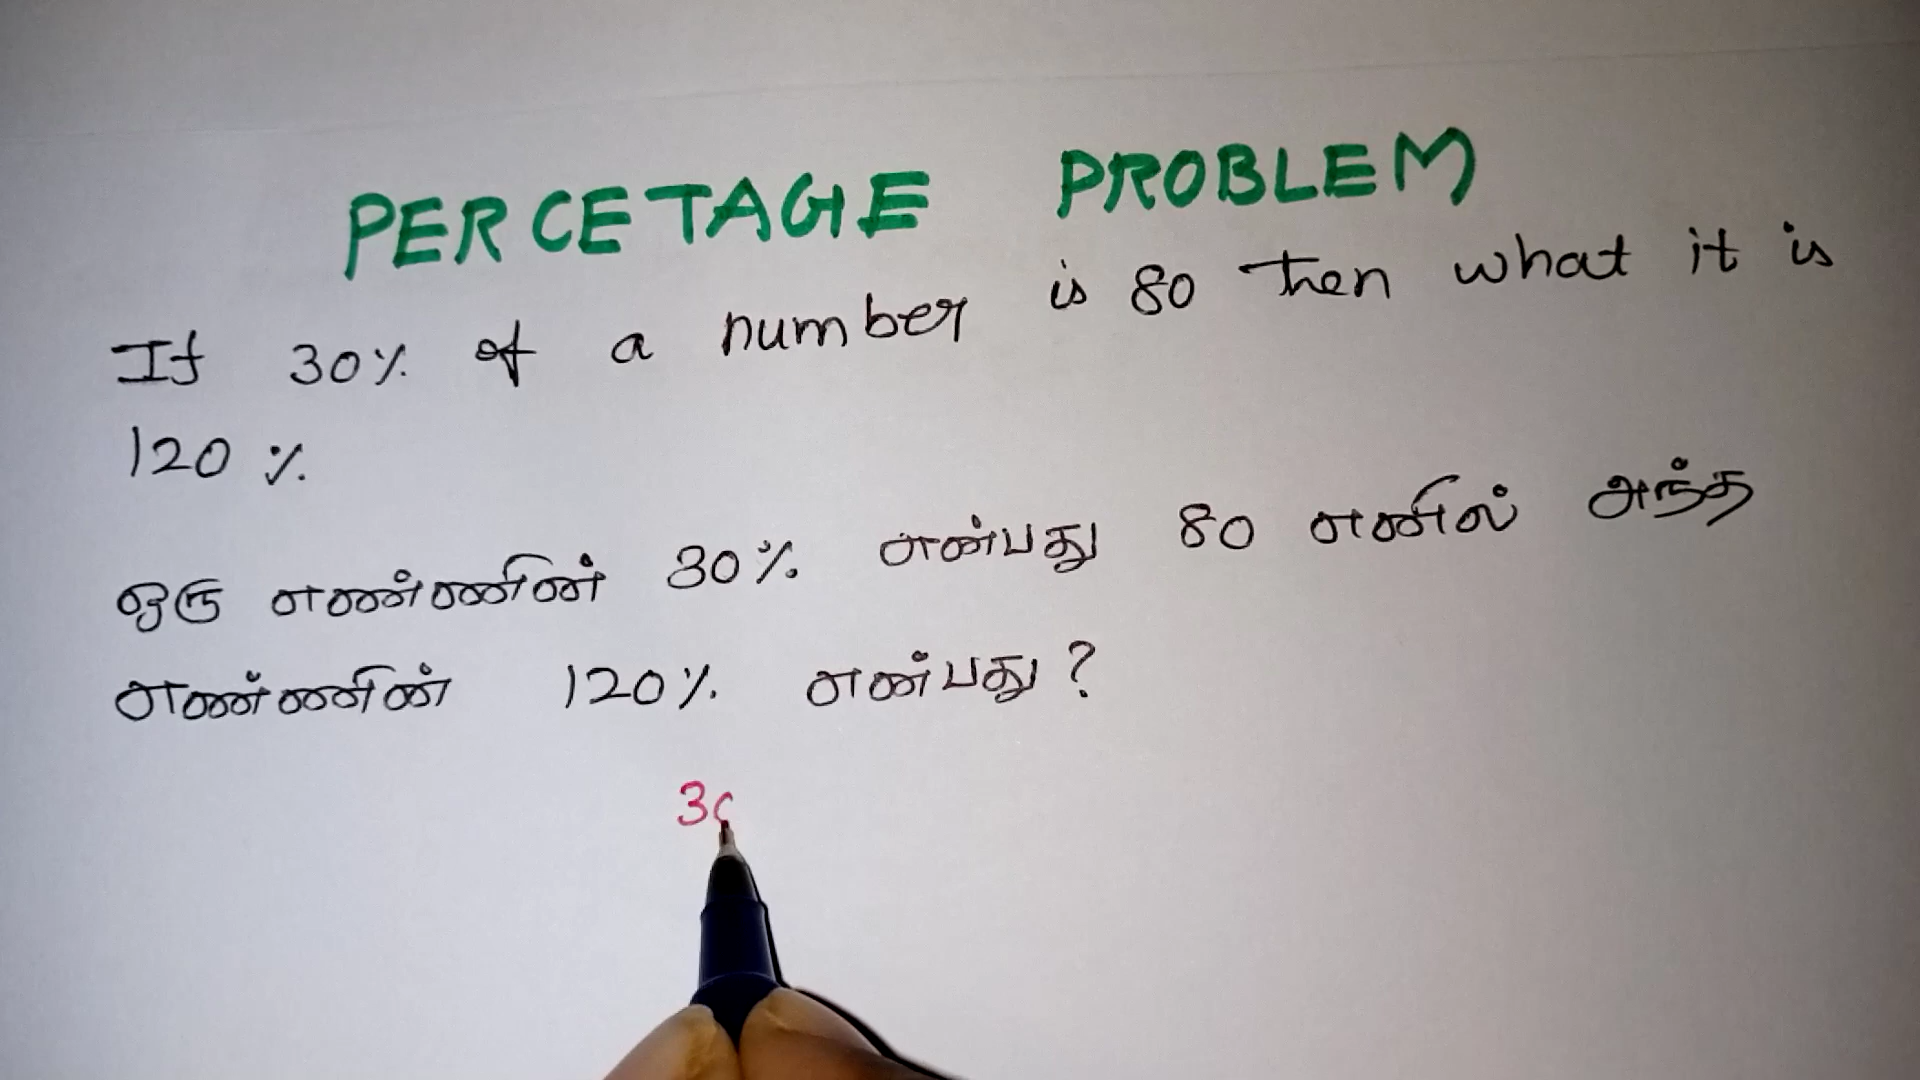 PERCETAGE PROBLEM
If 30% of a number is 80 then what it is
120 %
ஒரு எண்ணின் 30% என்பது 80 எனில் அந்த
எண்ணின் 120% என்பது?
30